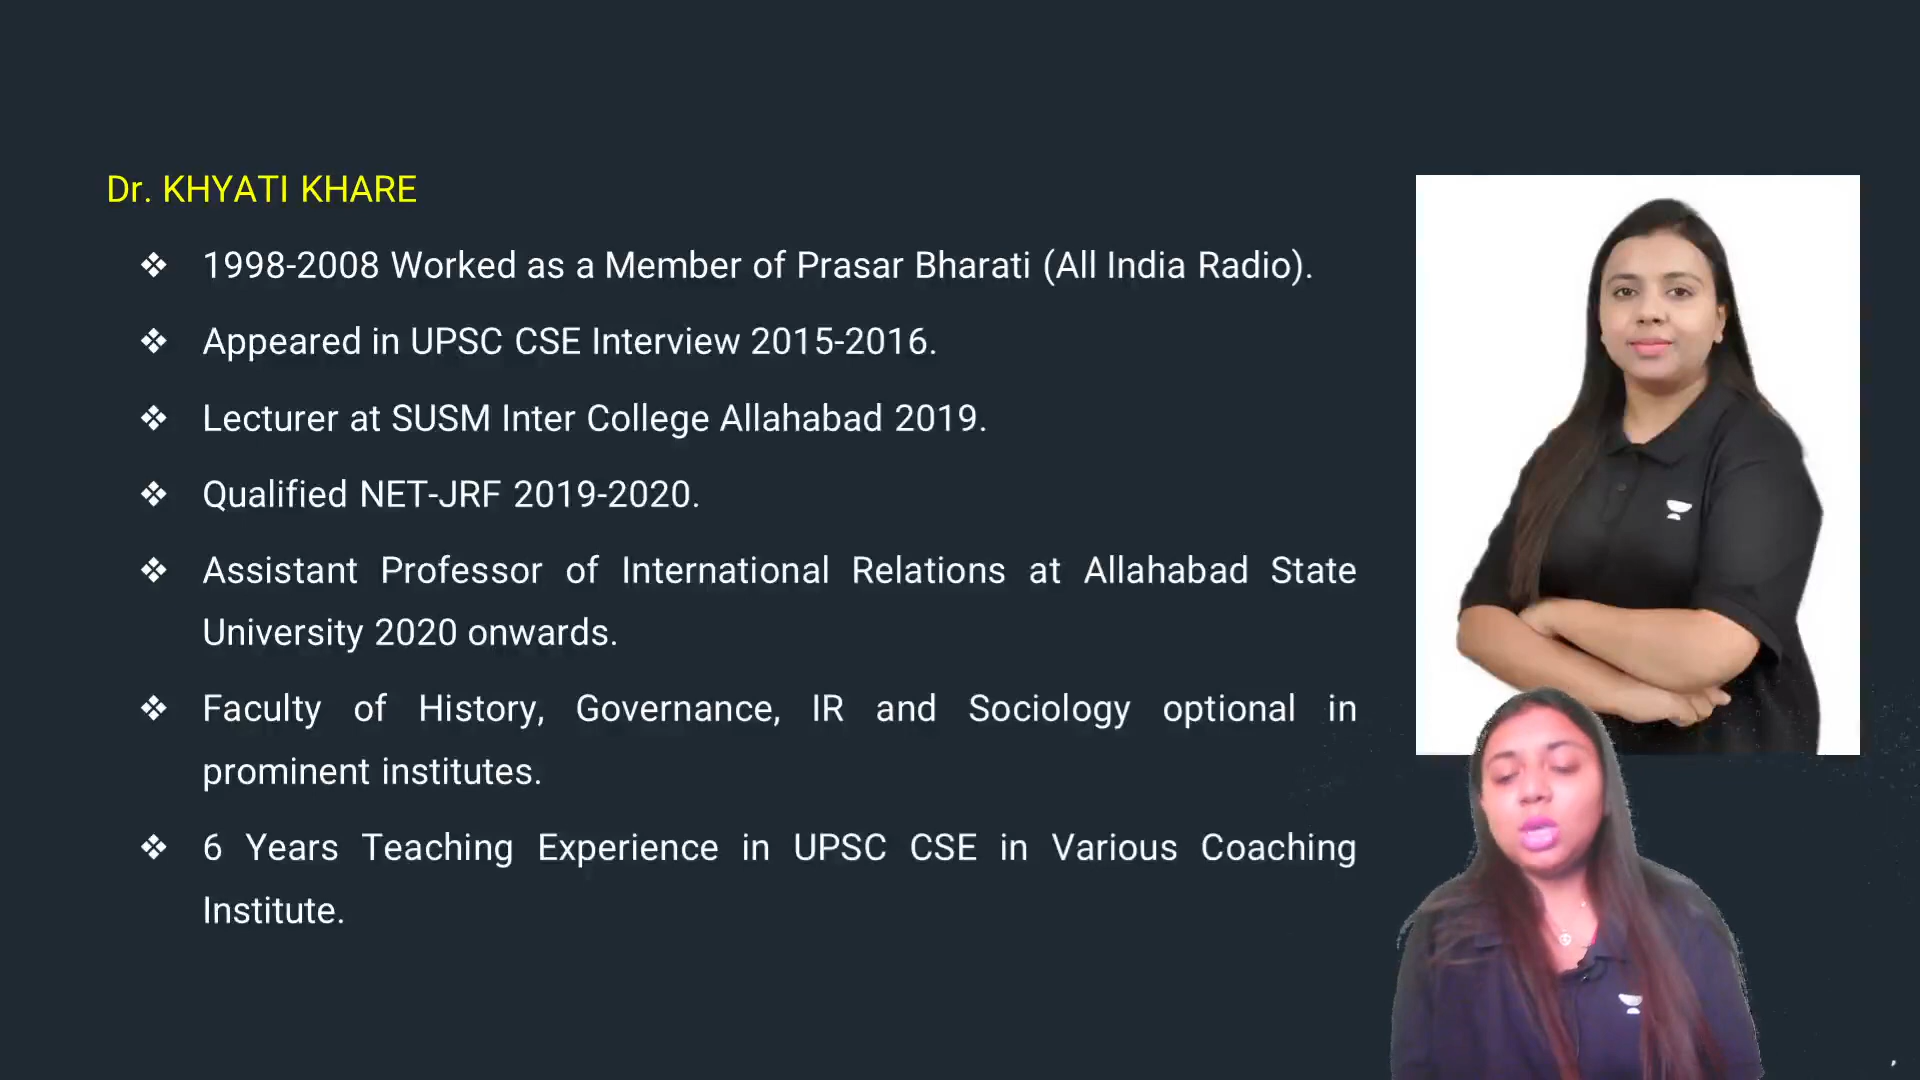 Dr. KHYATI KHARE
❖ 1998-2008 Worked as a Member of Prasar Bharati (All India Radio).
❖ Appeared in UPSC CSE Interview 2015-2016.
❖ Lecturer at SUSM Inter College Allahabad 2019.
❖ Qualified NET-JRF 2019-2020.
❖ Assistant Professor of International Relations at Allahabad State
University 2020 onwards.
❖ Faculty of History, Governance, IR and Sociology optional in
prominent institutes.
❖ 6 Years Teaching Experience in UPSC CSE in Various Coaching
Institute.